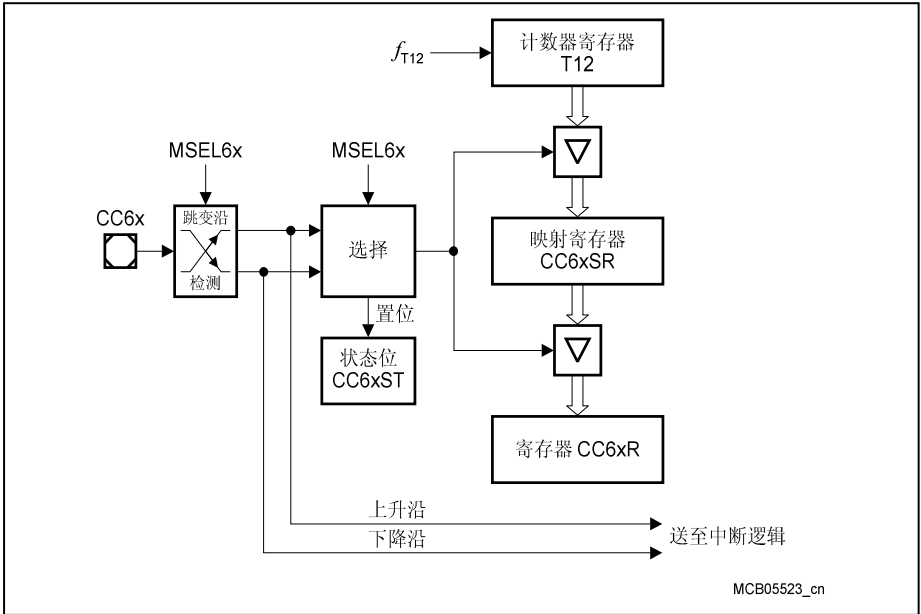 计数器寄存器
T12
fT12
MSEL6x
MSEL6x
CC6x
跳变沿
检测
选择
映射寄存器
CC6xSR
置位
状态位
CC6xST
寄存器 CC6xR
上升沿
下降沿
送至中断逻辑
MCB05523_cn